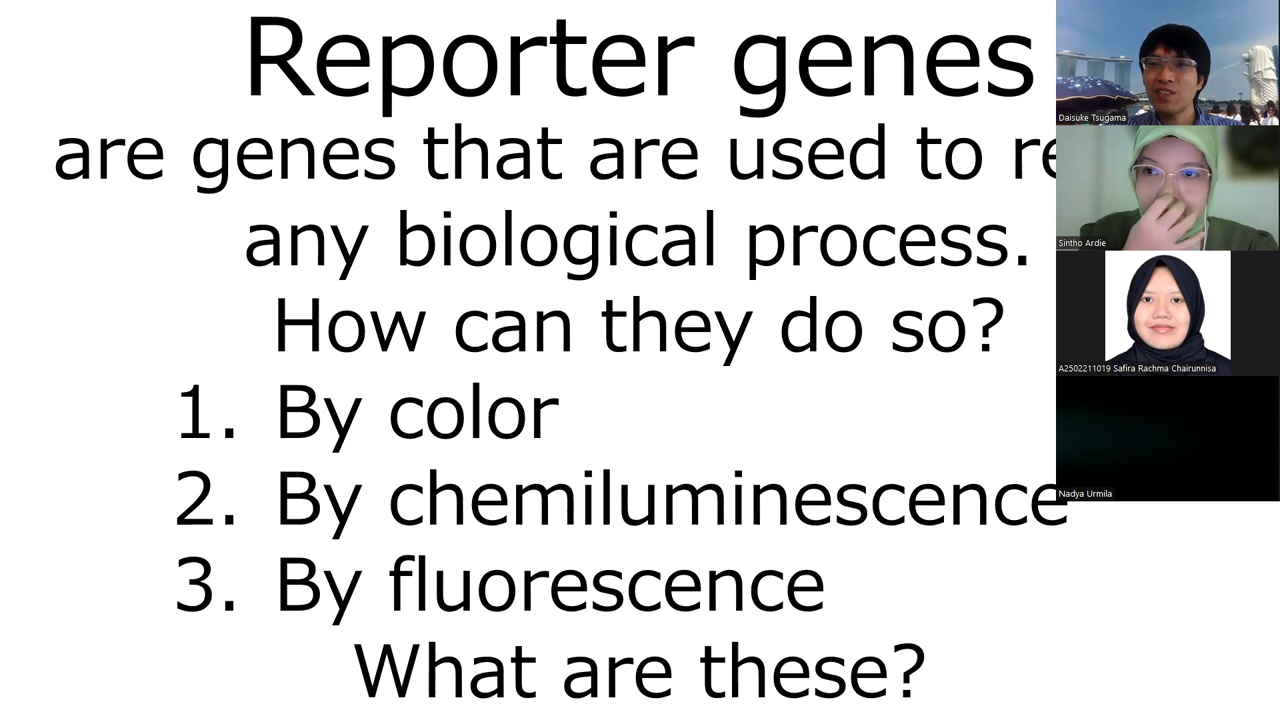 Reporter genes
are genes that are used to
any biological process.
How can they do so?
1. By color
2. By chemiluminescence
3. By fluorescence
What are these?
Daisuke Tsugama
Sintho Ardie
A2502211019 Safira Rachma Chairunnisa
Nadya Urmila